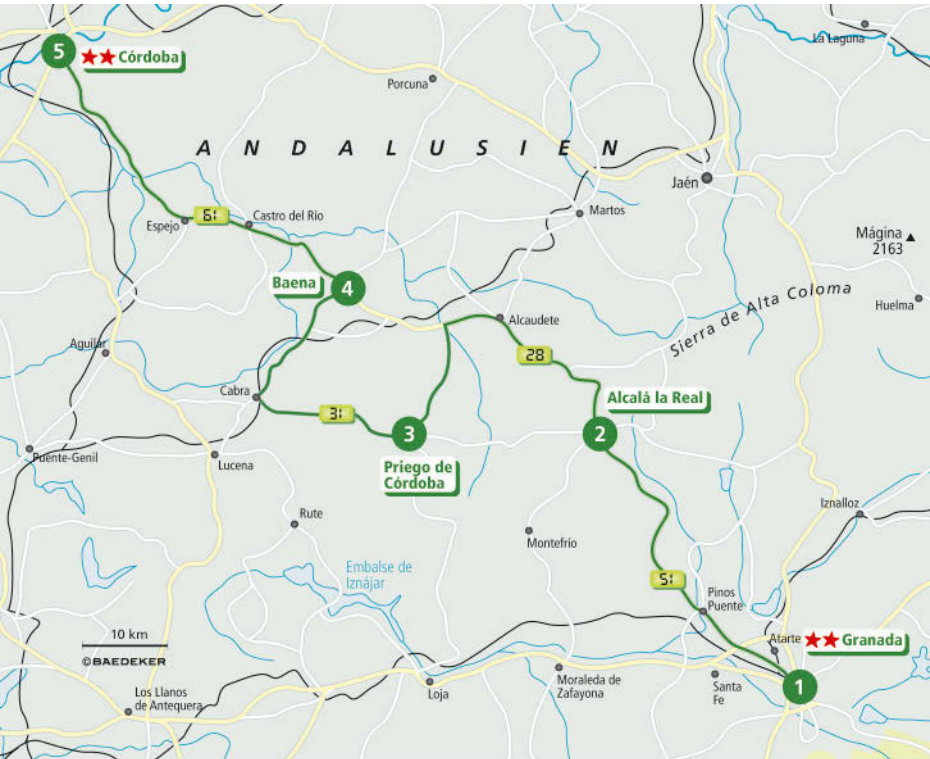 La Laguna
5
★★ Córdoba
Porcuna
ANDALUSIEN
Jaén
Martos
Espejo
61
Castro del Río
Mágina
2163
Baena
4
Sierra de Alta Coloma
Huelma
Alcaudete
Aguilar
28
Cabra
Alcalá la Real
31
3
2
Puente-Genil
Lucena
Priego de
Córdoba
Rute
Iznalloz
Montefrío
Embalse de
Iznájar
51
Pinos
Puente
10 km
©BAEDEKER
Atarte
★★ Granada
Los Llanos
de Antequera
Loja
Moraleda de
Zafayona
Santa
Fe
1